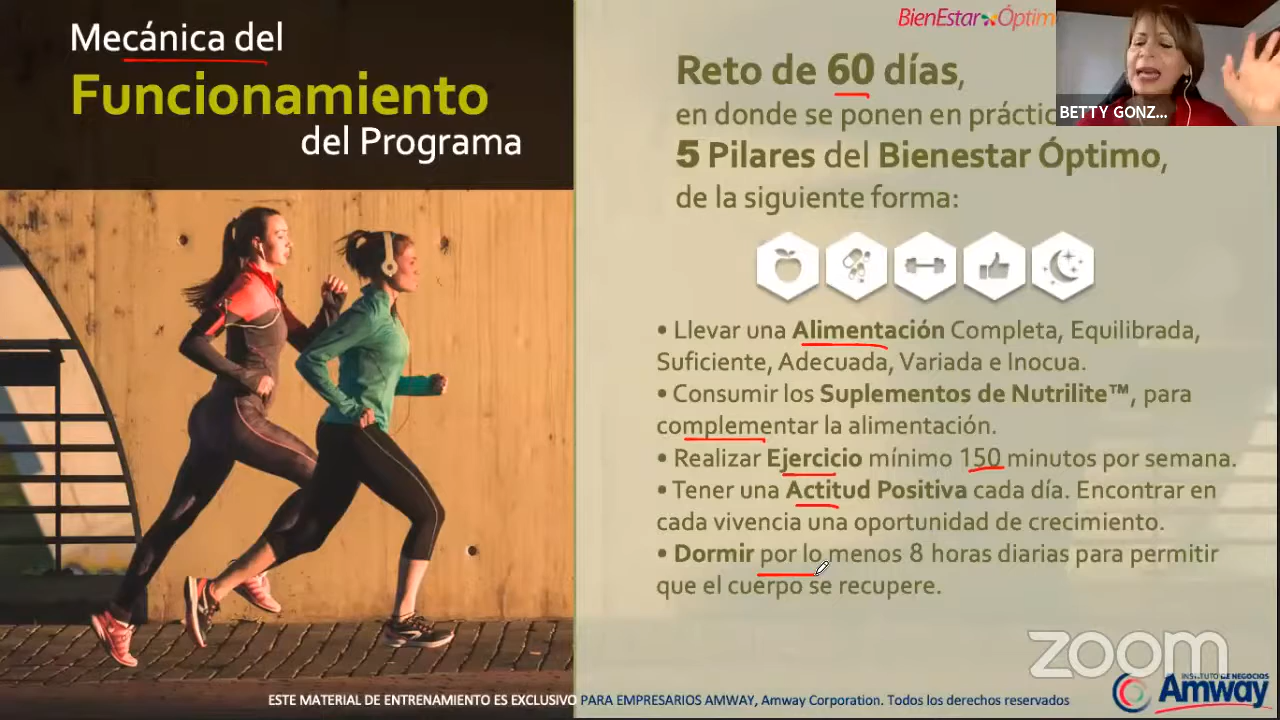 Mecánica del
Funcionamiento
del Programa
BienEstar Óptim
Reto de 60 días,
en donde se ponen en práctic
5 Pilares del Bienestar Óptimo,
de la siguiente forma:
• Llevar una Alimentación Completa, Equilibrada,
Suficiente, Adecuada, Variada e Inocua.
• Consumir los Suplementos de Nutrilite™, para
complementar la alimentación.
• Realizar Ejercicio mínimo 150 minutos por semana.
• Tener una Actitud Positiva cada día. Encontrar en
cada vivencia una oportunidad de crecimiento.
• Dormir por lo menos 8 horas diarias para permitir
que el cuerpo se recupere.
BETTY GONZ...
zoom
INSTITUTO DE NEGOCIOS
Amway
ESTE MATERIAL DE ENTRENAMIENTO ES EXCLUSIVO PARA EMPRESARIOS AMWAY, Amway Corporation. Todos los derechos reservados